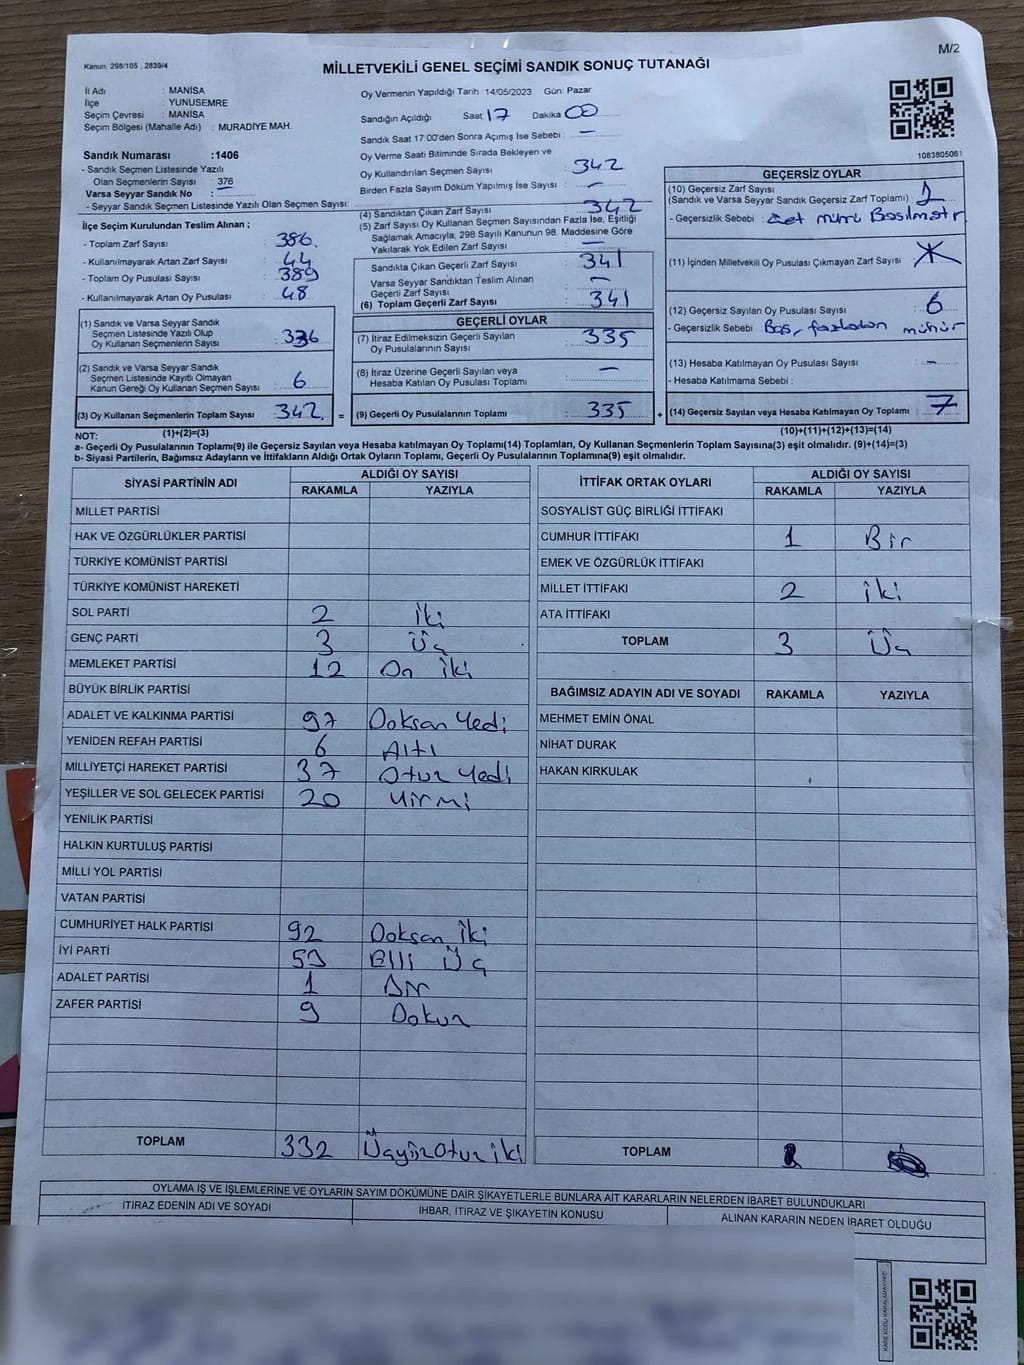 M/2
Kanun: 298/105 , 2839/4
MİLLETVEKİLİ GENEL SEÇİMİ SANDIK SONUÇ TUTANAĞI
İl Adı : MANİSA
İlçe : YUNUSEMRE
Seçim Çevresi : MANİSA
Seçim Bölgesi (Mahalle Adı) : MURADİYE MAH.
Sandık Numarası :1406
- Sandık Seçmen Listesinde Yazılı
Olan Seçmenlerin Sayısı : 376
Varsa Seyyar Sandık No : –
- Seyyar Sandık Seçmen Listesinde Yazılı Olan Seçmen Sayısı:
Oy Vermenin Yapıldığı Tarih :14/05/2023 Gün: Pazar
Sandığın Açıldığı Saat 17 Dakika 00
Sandık Saat 17:00'den Sonra Açımış İse Sebebi : –
Oy Verme Saati Bitiminde Sırada Bekleyen ve
Oy Kullandırılan Seçmen Sayısı : 342
Birden Fazla Sayım Döküm Yapılmış İse Sayısı : –
1083805061
İlçe Seçim Kurulundan Teslim Alınan ;
- Toplam Zarf Sayısı : 386
- Kullanılmayarak Artan Zarf Sayısı : 44
- Toplam Oy Pusulası Sayısı : 389
- Kullanılmayarak Artan Oy Pusulası : 48
(4) Sandıktan Çıkan Zarf Sayısı : 342
(5) Zarf Sayısı Oy Kullanan Seçmen Sayısından Fazla İse, Eşitliği
Sağlamak Amacıyla, 298 Sayılı Kanunun 98. Maddesine Göre
Yakılarak Yok Edilen Zarf Sayısı : –
Sandıkta Çıkan Geçerli Zarf Sayısı : 341
Varsa Seyyar Sandıktan Teslim Alınan
Geçerli Zarf Sayısı : –
(6) Toplam Geçerli Zarf Sayısı : 341
GEÇERSİZ OYLAR
(10) Geçersiz Zarf Sayısı
(Sandık ve Varsa Seyyar Sandık Geçersiz Zarf Toplamı) : 1
- Geçersizlik Sebebi :
(11) İçinden Milletvekili Oy Pusulası Çıkmayan Zarf Sayısı :
(12) Geçersiz Sayılan Oy Pusulası Sayısı : 6
- Geçersizlik Sebebi : Boş, fazladan mühür
(13) Hesaba Katılmayan Oy Pusulası Sayısı : –
- Hesaba Katılmama Sebebi :
(1) Sandık ve Varsa Seyyar Sandık
Seçmen Listesinde Yazılı Olup
Oy Kullanan Seçmenlerin Sayısı : 336
(2) Sandık ve Varsa Seyyar Sandık
Seçmen Listesinde Kayıtlı Olmayan
Kanun Gereği Oy Kullanan Seçmen Sayısı : 6
(3) Oy Kullanan Seçmenlerin Toplam Sayısı : 342
(1)+(2)=(3)
GEÇERLİ OYLAR
(7) İtiraz Edilmeksizin Geçerli Sayılan
Oy Pusulalarının Sayısı : 335
(8) İtiraz Üzerine Geçerli Sayılan veya
Hesaba Katılan Oy Pusulası Toplamı : –
= (9) Geçerli Oy Pusulalarının Toplamı : 335
+ (14) Geçersiz Sayılan veya Hesaba Katılmayan Oy Toplamı : 7
(10)+(11)+(12)+(13)=(14)
NOT:
a- Geçerli Oy Pusulalarının Toplamı(9) ile Geçersiz Sayılan veya Hesaba katılmayan Oy Toplamı(14) Toplamları, Oy Kullanan Seçmenlerin Toplam Sayısına(3) eşit olmalıdır. (9)+(14)=(3)
b- Siyasi Partilerin, Bağımsız Adayların ve İttifakların Aldığı Ortak Oyların Toplamı, Geçerli Oy Pusulalarının Toplamına(9) eşit olmalıdır.
SİYASİ PARTİNİN ADI ALDIĞI OY SAYISI
RAKAMLA YAZIYLA
MİLLET PARTİSİ
HAK VE ÖZGÜRLÜKLER PARTİSİ
TÜRKİYE KOMÜNİST PARTİSİ
TÜRKİYE KOMÜNİST HAREKETİ
SOL PARTİ 2 İki
GENÇ PARTİ 3 Üç
MEMLEKET PARTİSİ 12 On İki
BÜYÜK BİRLİK PARTİSİ
ADALET VE KALKINMA PARTİSİ 97 Doksan Yedi
YENİDEN REFAH PARTİSİ 6 Altı
MİLLİYETÇİ HAREKET PARTİSİ 37 Otuz Yedi
YEŞİLLER VE SOL GELECEK PARTİSİ 20 Yirmi
YENİLİK PARTİSİ
HALKIN KURTULUŞ PARTİSİ
MİLLİ YOL PARTİSİ
VATAN PARTİSİ
CUMHURİYET HALK PARTİSİ 92 Doksan İki
İYİ PARTİ 53 Elli Üç
ADALET PARTİSİ 1 Bir
ZAFER PARTİSİ 9 Dokuz
TOPLAM 332 Üçyüzotuziki
İTTİFAK ORTAK OYLARI ALDIĞI OY SAYISI
RAKAMLA YAZIYLA
SOSYALİST GÜÇ BİRLİĞİ İTTİFAKI
CUMHUR İTTİFAKI 1 Bir
EMEK VE ÖZGÜRLÜK İTTİFAKI
MİLLET İTTİFAKI 2 İki
ATA İTTİFAKI
TOPLAM 3 Üç
BAĞIMSIZ ADAYIN ADI VE SOYADI RAKAMLA YAZIYLA
MEHMET EMİN ÖNAL
NİHAT DURAK
HAKAN KIRKULAK
TOPLAM
OYLAMA İŞ VE İŞLEMLERİNE VE OYLARIN SAYIM DÖKÜMÜNE DAİR ŞİKAYETLERLE BUNLARA AİT KARARLARIN NELERDEN İBARET BULUNDUKLARI
İTİRAZ EDENİN ADI VE SOYADI İHBAR, İTİRAZ VE ŞİKAYETİN KONUSU ALINAN KARARIN NEDEN İBARET OLDUĞU